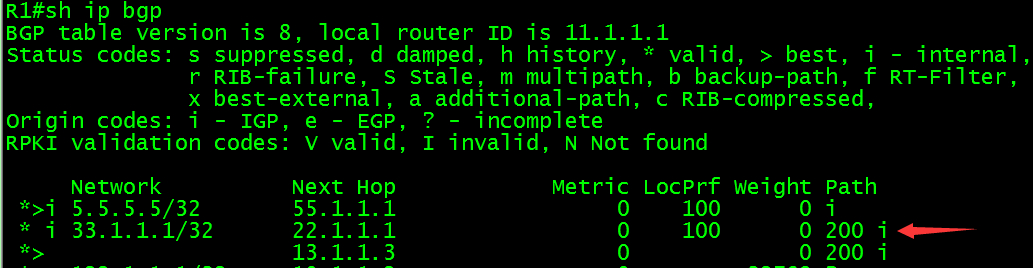 R1#sh ip bgp
BGP table version is 8, local router ID is 11.1.1.1
Status codes: s suppressed, d damped, h history, * valid, > best, i - internal,
              r RIB-failure, S Stale, m multipath, b backup-path, f RT-Filter,
              x best-external, a additional-path, c RIB-compressed,
Origin codes: i - IGP, e - EGP, ? - incomplete
RPKI validation codes: V valid, I invalid, N Not found
     Network          Next Hop            Metric LocPrf Weight Path
 *>i 5.5.5.5/32       55.1.1.1                 0    100      0 i
 * i 33.1.1.1/32      22.1.1.1                 0    100      0 200 i
 *>                   13.1.1.3                 0             0 200 i